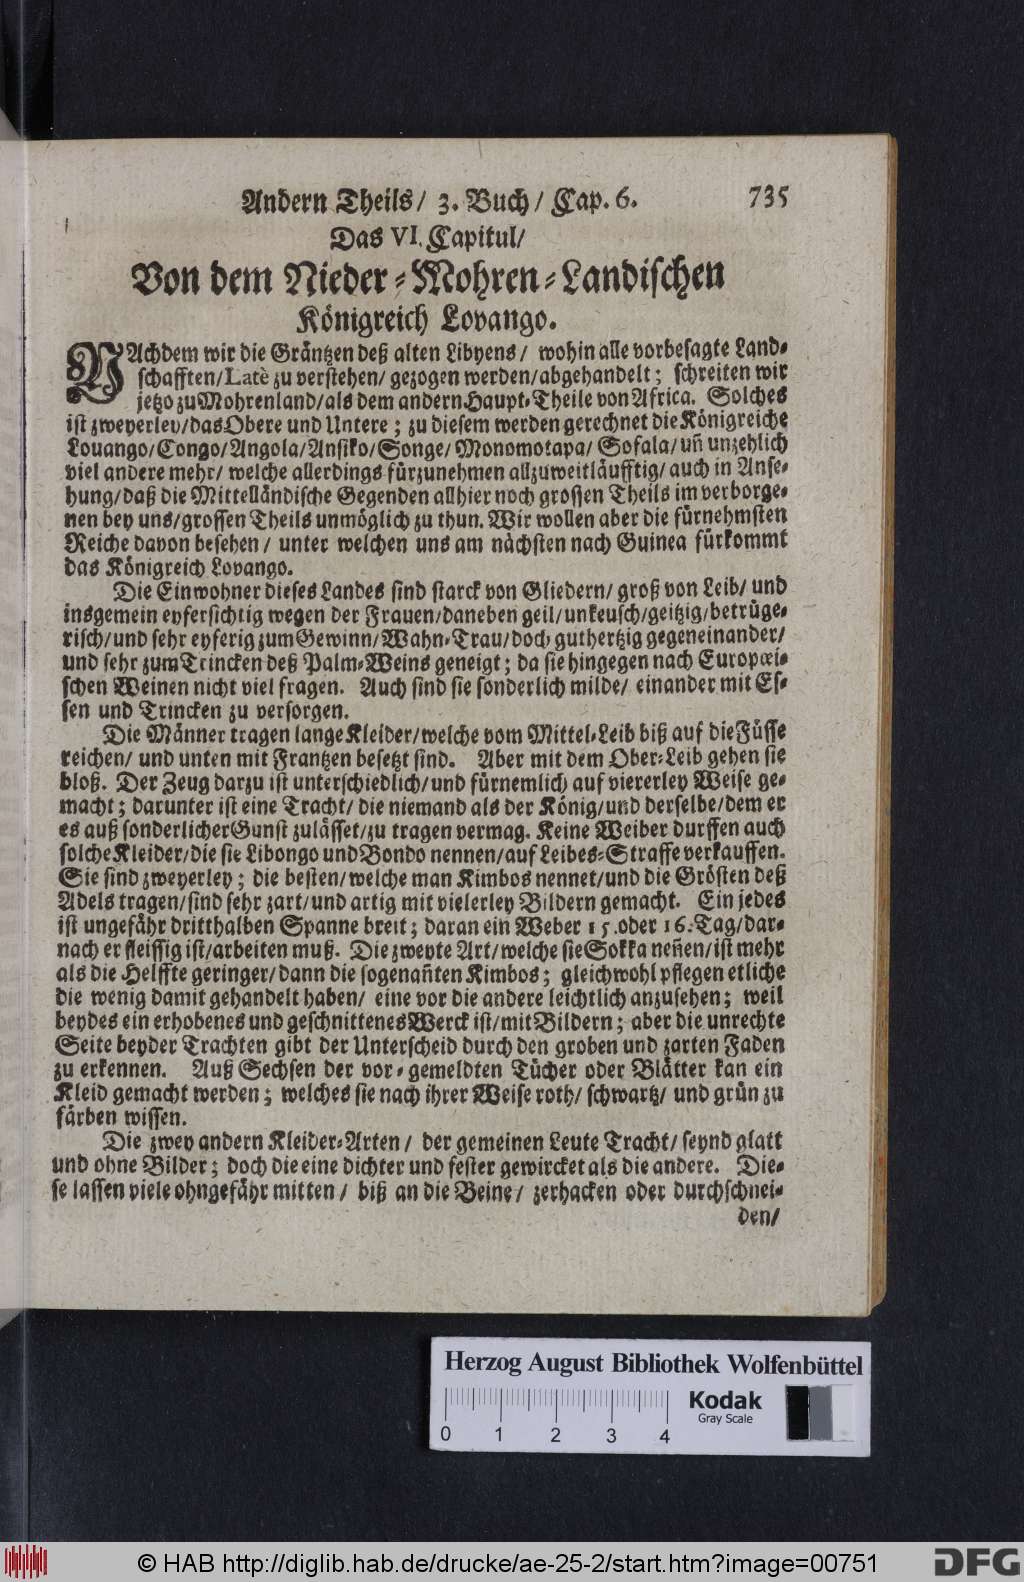 Andern Theils/ 3. Buch/ Cap. 6. 735
Das VI. Capitul/
Von dem Nieder-Mohren-Landischen
Königreich Lovango.
NAchdem wir die Gräntzen deß alten Libyens/ wohin alle vorbesagte Land-
schafften/ Latè zu verstehen/ gezogen werden/ abgehandelt; schreiten wir
jetzo zu Mohrenland/ als dem andern Haupt-Theile von Africa. Solches
ist zweyerley/ das Obere und Untere; zu diesem werden gerechnet die Königreiche
Lovango/ Congo/ Angola/ Ansiko/ Songe/ Monomotapa/ Sofala/ uñ unzehlich
viel andere mehr/ welche allerdings fürzunehmen allzuweitläufftig/ auch in Anse-
hung/ daß die Mittelländische Gegenden allhier noch grossen Theils im verborge-
nen bey uns/ grossen Theils unmöglich zu thun. Wir wollen aber die fürnehmsten
Reiche davon besehen/ unter welchen uns am nächsten nach Guinea fürkommt
das Königreich Lovango.
Die Einwohner dieses Landes sind starck von Gliedern/ groß von Leib/ und
insgemein eyfersichtig wegen der Frauen/ daneben geil/ unkeusch/ geitzig/ betrüge-
risch/ und sehr eyferig zum Gewinn/ Wahn-Trau/ doch guthertzig gegeneinander/
und sehr zum Trincken deß Palm-Weins geneigt; da sie hingegen nach Europœi-
schen Weinen nicht viel fragen. Auch sind sie sonderlich milde/ einander mit Es-
sen und Trincken zu versorgen.
Die Männer tragen lange Kleider/ welche vom Mittel-Leib biß auf die Füsse
reichen/ und unten mit Frantzen besetzt sind. Aber mit dem Ober-Leib gehen sie
bloß. Der Zeug darzu ist unterschiedlich/ und fürnemlich auf viererley Weise ge-
macht; darunter ist eine Tracht/ die niemand als der König/ und derselbe/ dem er
es auß sonderlicher Gunst zulässet/ zu tragen vermag. Keine Weiber durffen auch
solche Kleider/ die sie Libongo und Bondo nennen/ auf Leibes-Straffe verkauffen.
Sie sind zweyerley; die besten/ welche man Kimbos nennet/ und die Grösten deß
Adels tragen/ sind sehr zart/ und artig mit vielerley Bildern gemacht. Ein jedes
ist ungefähr dritthalben Spanne breit; daran ein Weber 15. oder 16. Tag/ dar-
nach er fleissig ist/ arbeiten muß. Die zweyte Art/ welche sie Sokka neñen/ ist mehr
als die Helffte geringer/ dann die sogenañten Kimbos; gleichwohl pflegen etliche
die wenig damit gehandelt haben/ eine vor die andere leichtlich anzusehen; weil
beydes ein erhobenes und geschnittenes Werck ist/ mit Bildern; aber die unrechte
Seite beyder Trachten gibt der Unterscheid durch den groben und zarten Faden
zu erkennen. Auß Sechsen der vor-gemeldten Tücher oder Blätter kan ein
Kleid gemacht werden; welches sie nach ihrer Weise roth/ schwartz/ und grün zu
färben wissen.
Die zwey andern Kleider-Arten/ der gemeinen Leute Tracht/ seynd glatt
und ohne Bilder; doch die eine dichter und fester gewircket als die andere. Die-
se lassen viele ohngefähr mitten/ biß an die Beine/ zerhacken oder durchschnei-
den/
Herzog August Bibliothek Wolfenbüttel
Kodak
Gray Scale
0 1 2 3 4
© HAB http://diglib.hab.de/drucke/ae-25-2/start.htm?image=00751
DFG